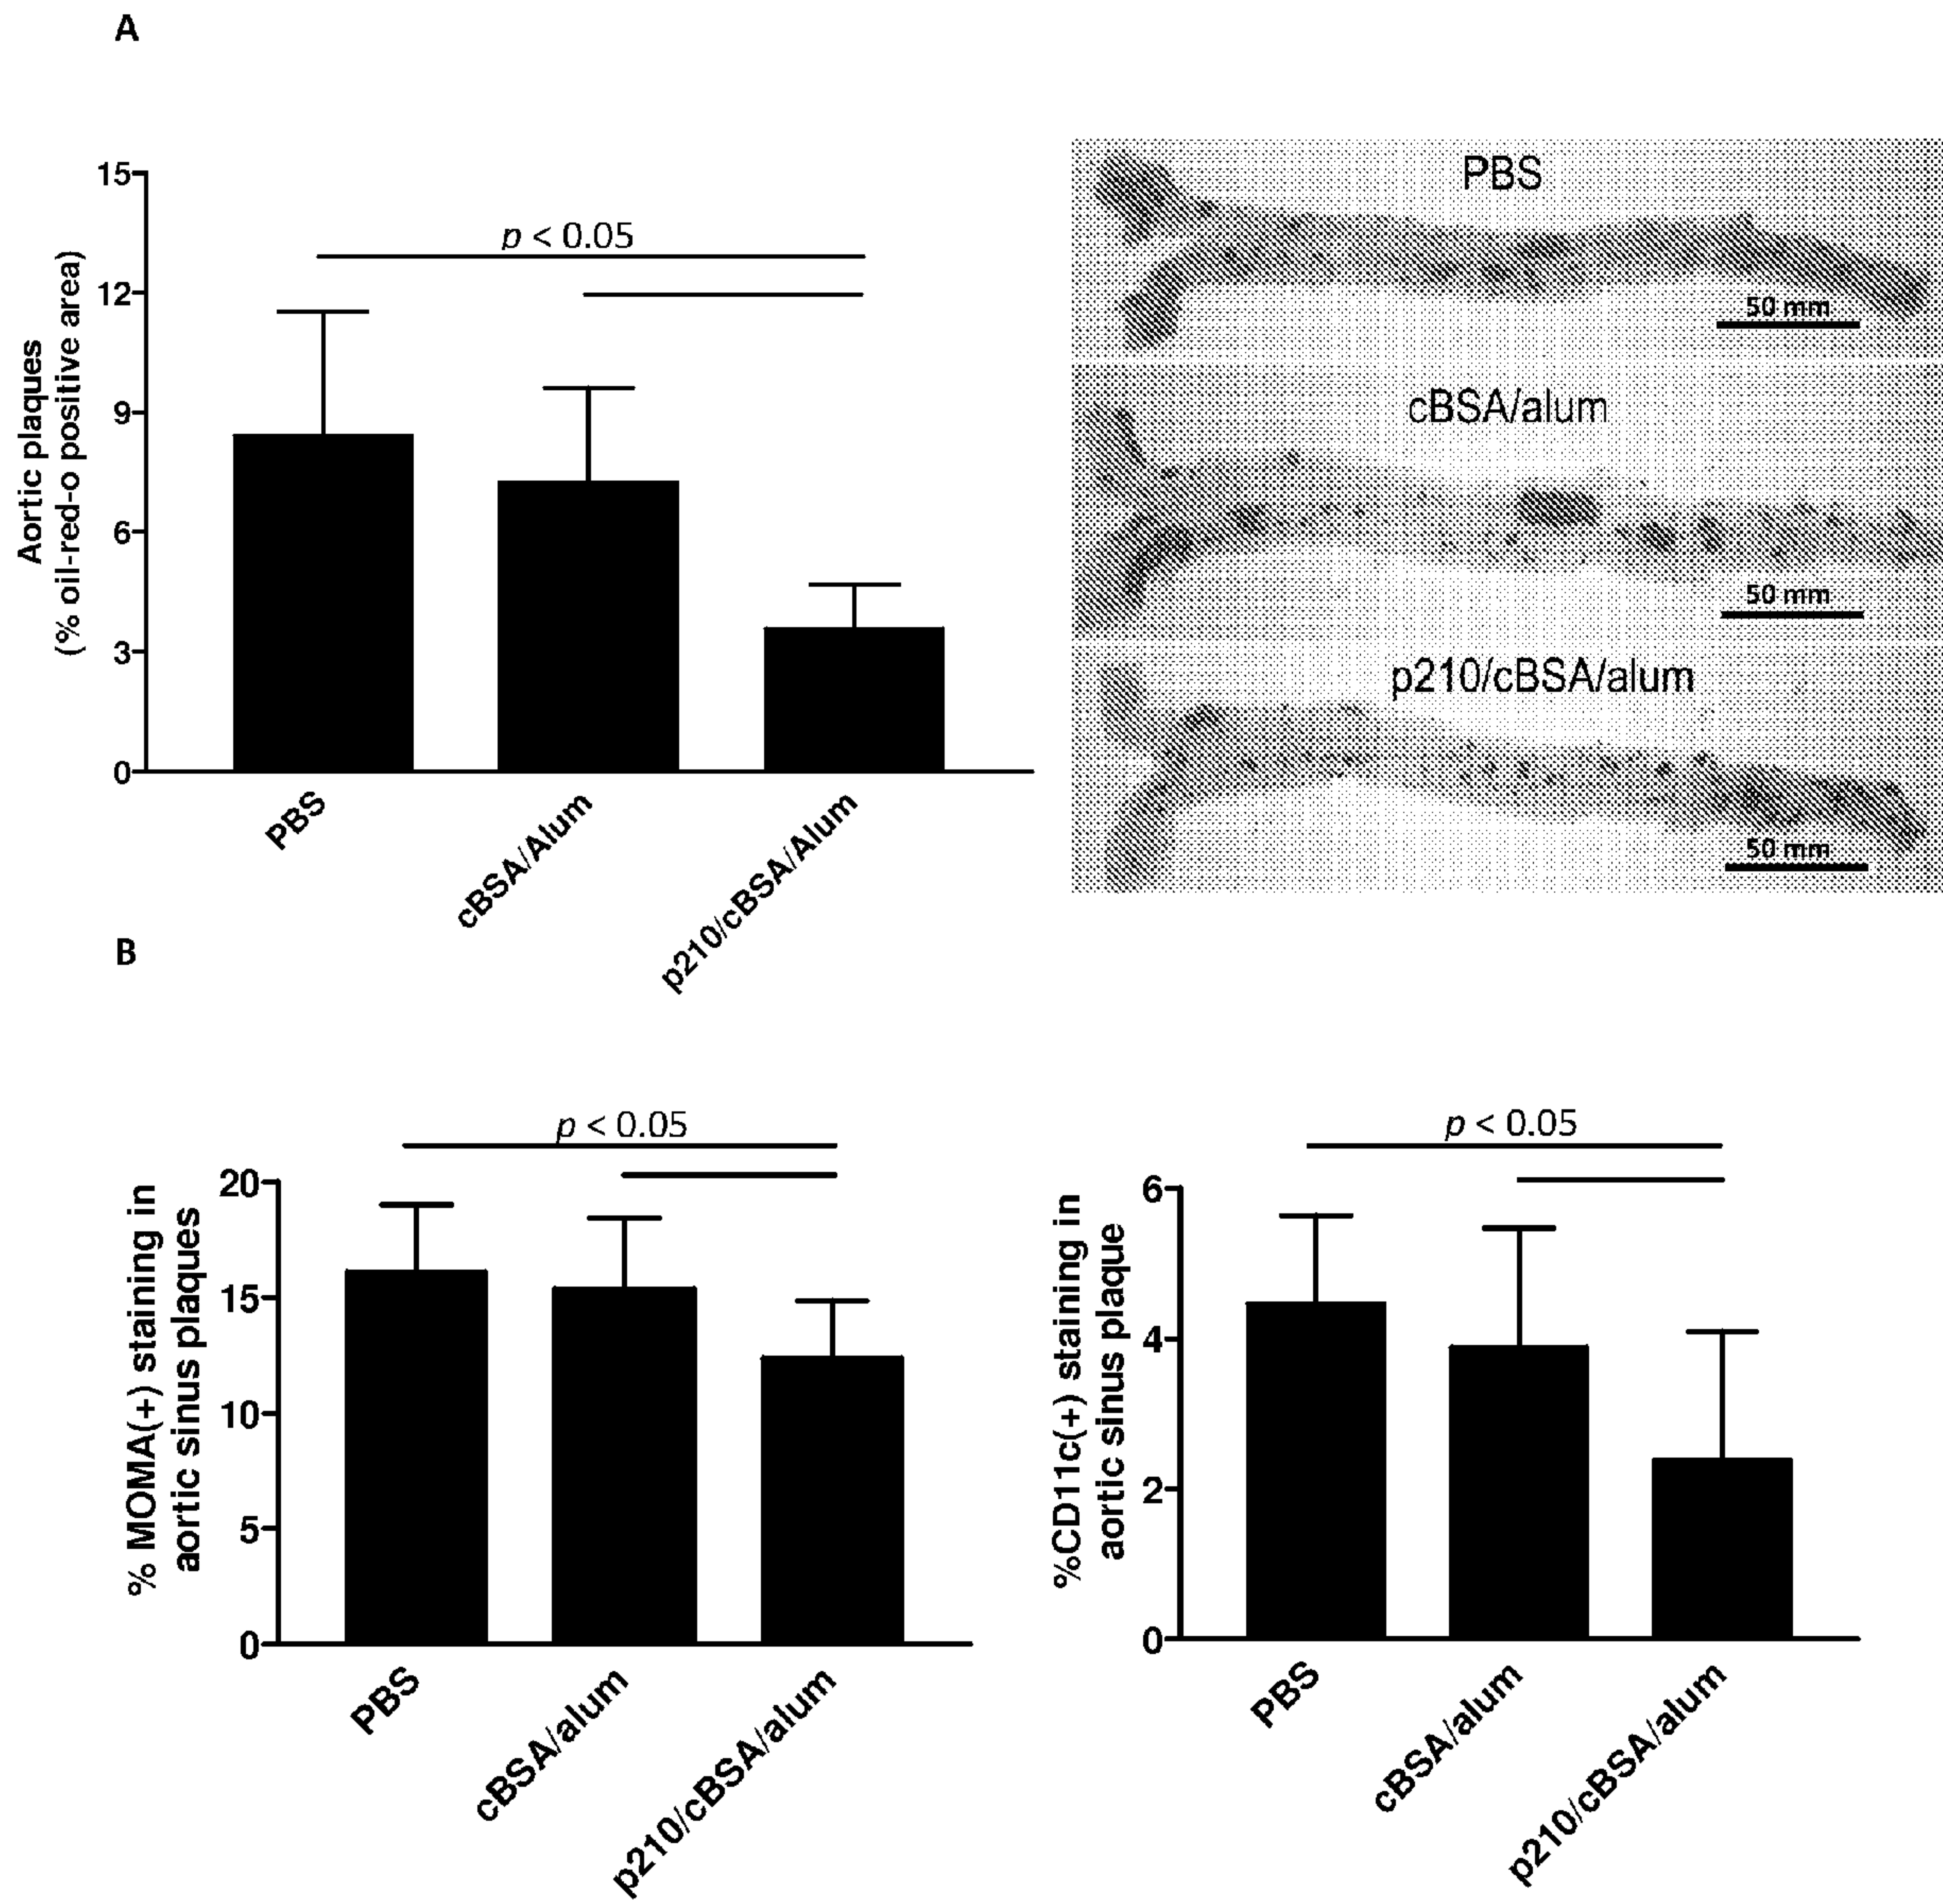 A
Aortic plaques
(% oil-red-o positive area)
15
12
9
6
3
0
p < 0.05
PBS
cBSA/Alum
p210/cBSA/Alum
PBS
50 mm
cBSA/alum
50 mm
p210/cBSA/alum
50 mm
B
% MOMA(+) staining in
aortic sinus plaques
20
15
10
5
0
p < 0.05
PBS
cBSA/alum
p210/cBSA/alum
%CD11c(+) staining in
aortic sinus plaque
6
4
2
0
p < 0.05
PBS
cBSA/alum
p210/cBSA/alum